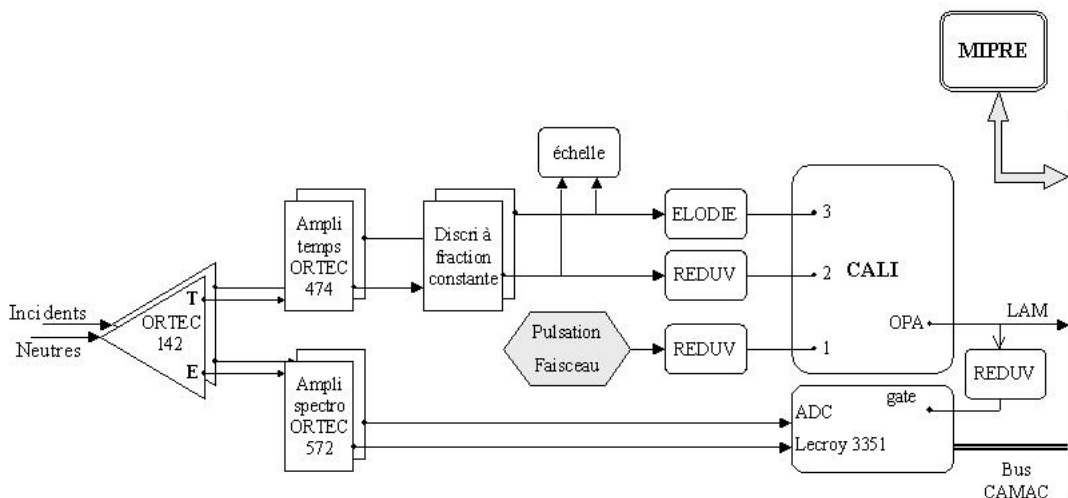 MIPRE
échelle
Ampli
temps
ORTEC
474
Discri à
fraction
constante
ELODIE
3
REDUV
2
CALI
Incidents
Neutres
T
ORTEC
142
E
Pulsation
Faisceau
REDUV
1
OPA
LAM
REDUV
Ampli
spectro
ORTEC
572
gate
ADC
Lecroy 3351
Bus
CAMAC